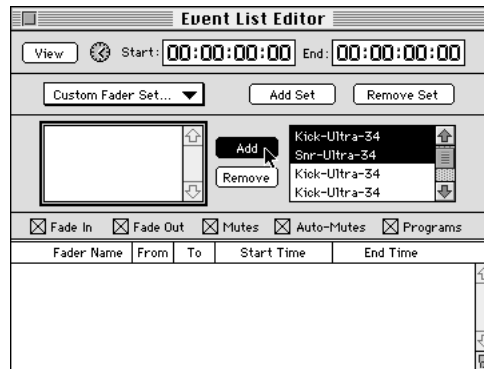 Event List Editor
View Start: 00:00:00:00 End: 00:00:00:00
Custom Fader Set... Add Set Remove Set
Kick-Ultra-34
Add Snr-Ultra-34
Remove Kick-Ultra-34
Kick-Ultra-34
Fade In Fade Out Mutes Auto-Mutes Programs
Fader Name From To Start Time End Time